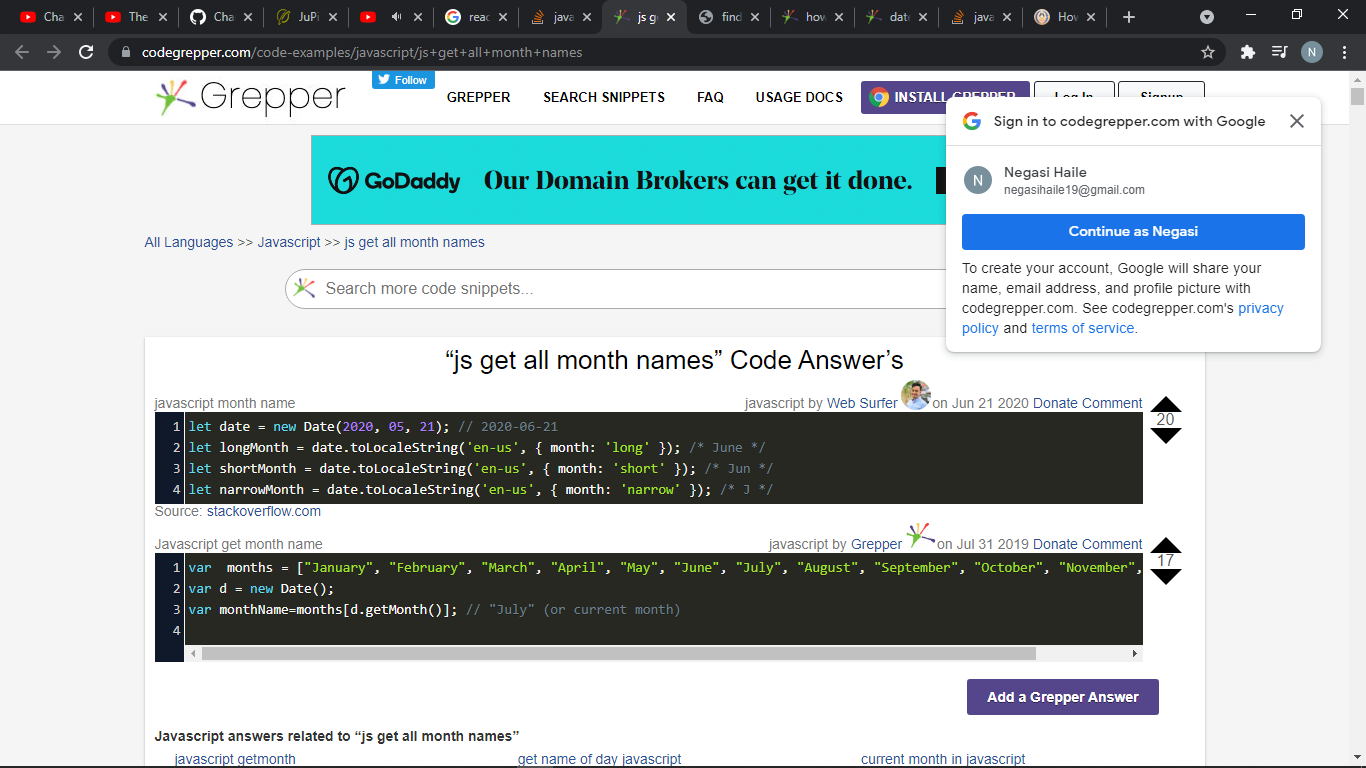 Cha
The
Cha
JuPi
reac
java
js ge
find
how
date
java
How
codegrepper.com/code-examples/javascript/js+get+all+month+names
N
Grepper
Follow
GREPPER
SEARCH SNIPPETS
FAQ
USAGE DOCS
INSTALL GREPPER
Log In
Signup
Sign in to codegrepper.com with Google
N
Negasi Haile
negasihaile19@gmail.com
Continue as Negasi
To create your account, Google will share your
name, email address, and profile picture with
codegrepper.com. See codegrepper.com's privacy
policy and terms of service.
GoDaddy Our Domain Brokers can get it done.
All Languages >> Javascript >> js get all month names
Search more code snippets...
“js get all month names” Code Answer’s
javascript month name
javascript by Web Surfer on Jun 21 2020 Donate Comment
20
1 let date = new Date(2020, 05, 21); // 2020-06-21
2 let longMonth = date.toLocaleString('en-us', { month: 'long' }); /* June */
3 let shortMonth = date.toLocaleString('en-us', { month: 'short' }); /* Jun */
4 let narrowMonth = date.toLocaleString('en-us', { month: 'narrow' }); /* J */
Source: stackoverflow.com
Javascript get month name
javascript by Grepper on Jul 31 2019 Donate Comment
17
1 var  months = ["January", "February", "March", "April", "May", "June", "July", "August", "September", "October", "November",
2 var d = new Date();
3 var monthName=months[d.getMonth()]; // "July" (or current month)
4
Add a Grepper Answer
Javascript answers related to “js get all month names”
javascript getmonth
get name of day javascript
current month in javascript